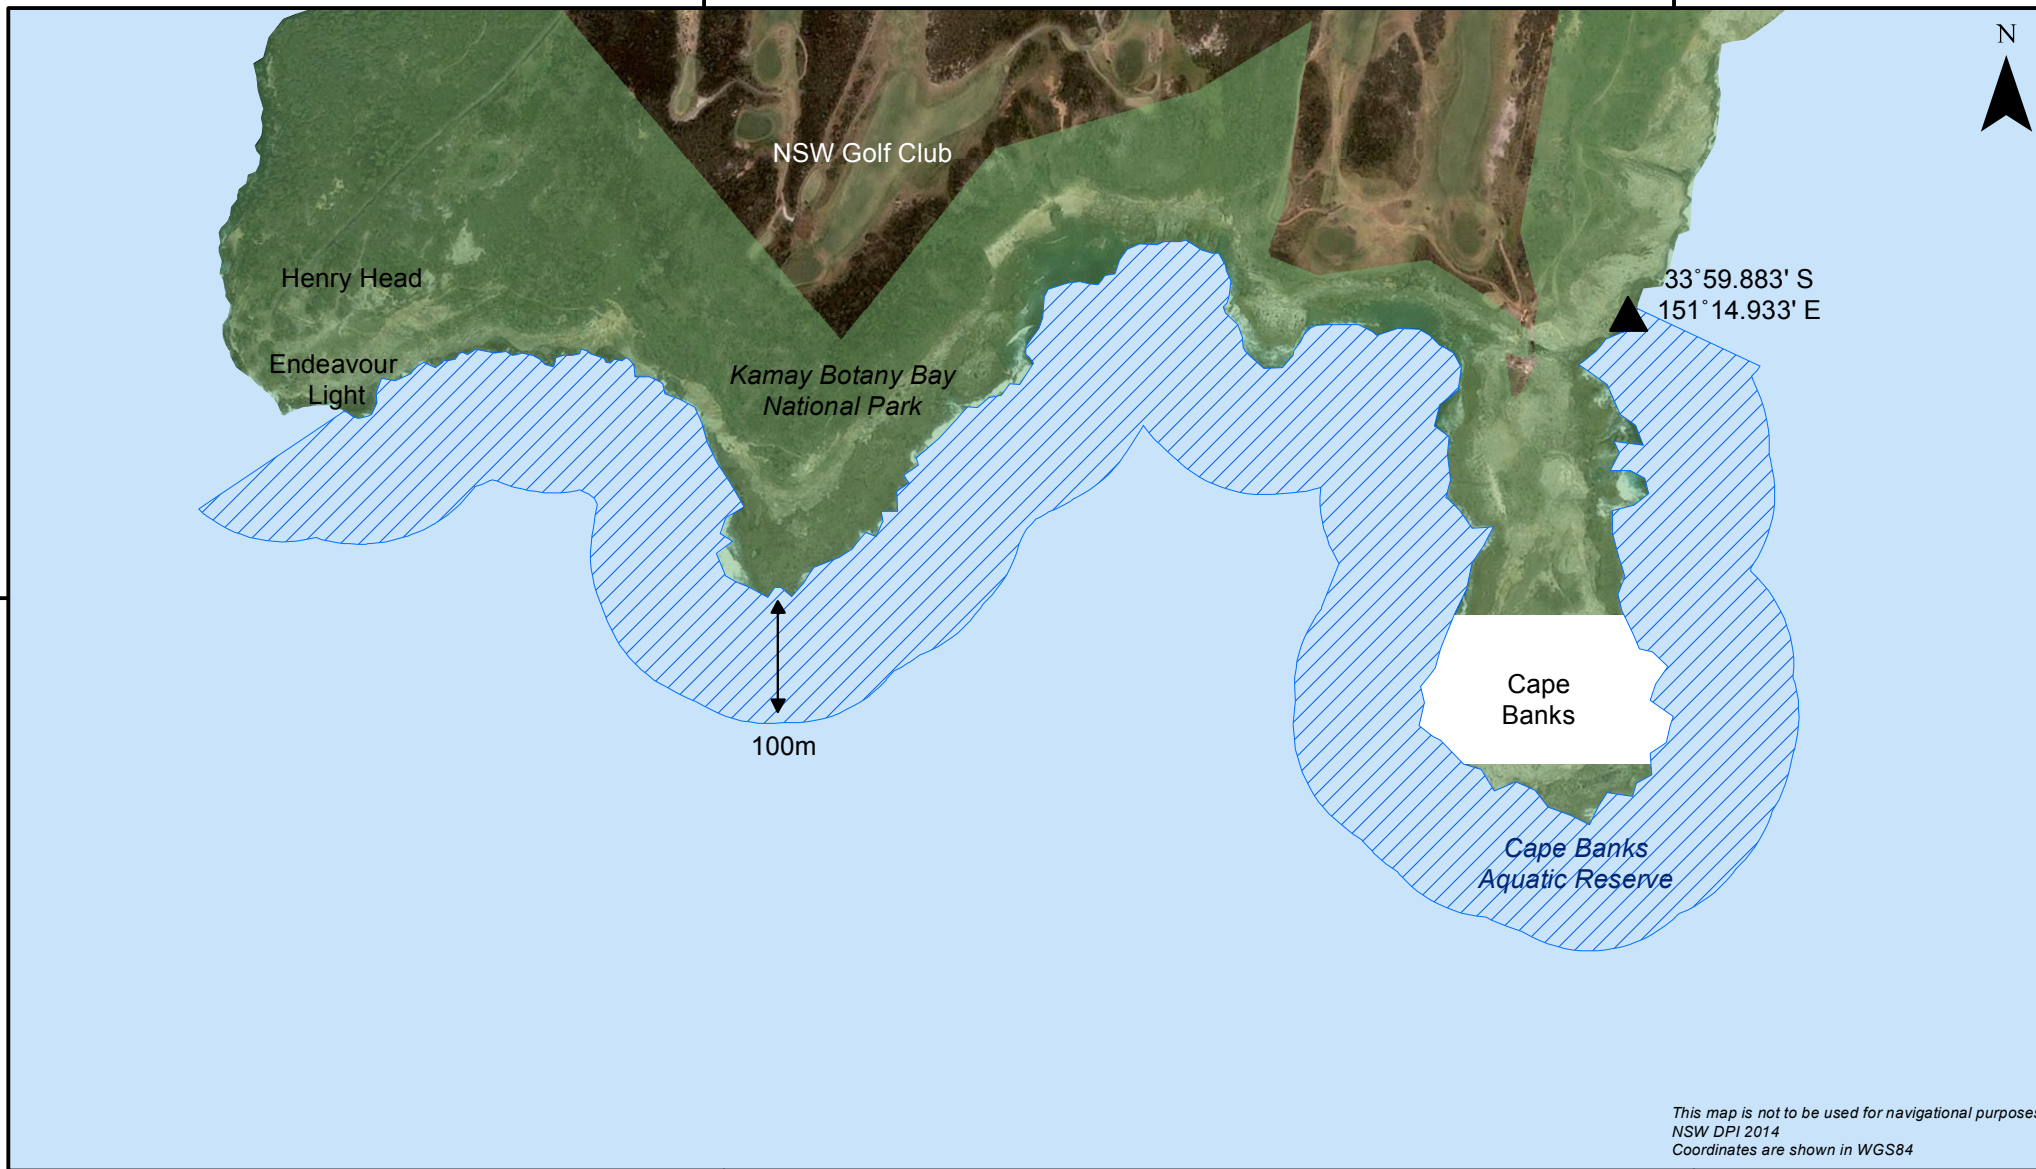 N
NSW Golf Club
Henry Head
33°59.883' S
151°14.933' E
Endeavour
Light
Kamay Botany Bay
National Park
Cape
Banks
100m
Cape Banks
Aquatic Reserve
This map is not to be used for navigational purposes
NSW DPI 2014
Coordinates are shown in WGS84